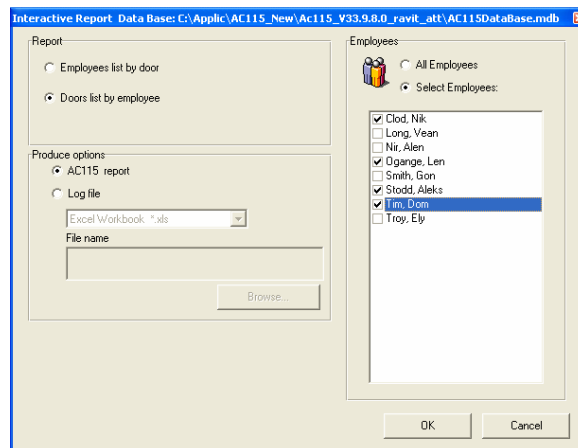 Interactive Report  Data Base: C:\Applic\AC115_New\Ac115_V33.9.8.0_ravit_att\AC115DataBase.mdb
Report
Employees list by door
Doors list by employee
Produce options
AC115 report
Log file
Excel Workbook *.xls
File name
Browse...
Employees
All Employees
Select Employees:
Clod, Nik
Long, Vean
Nir, Alen
Ogange, Len
Smith, Gon
Stodd, Aleks
Tim, Dom
Troy, Ely
OK
Cancel